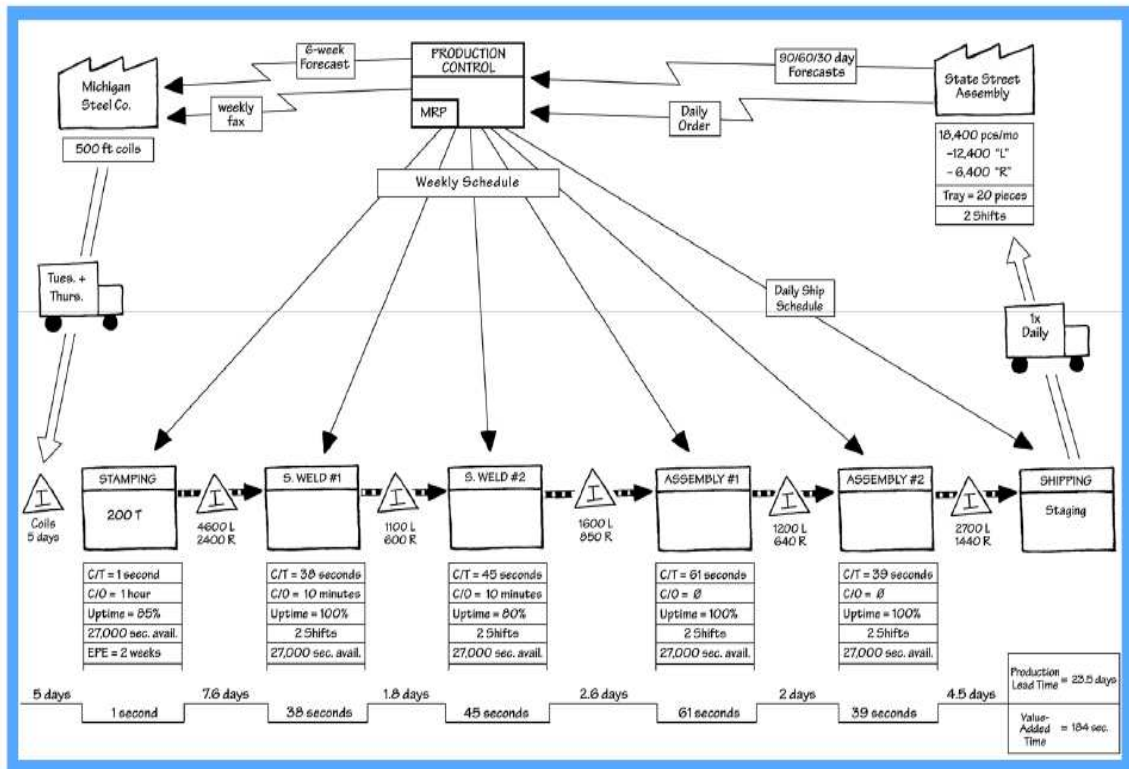 6-week
Forecast
PRODUCTION
CONTROL
MRP
90/60/30 day
Forecasts
Michigan
Steel Co.
weekly
fax
Daily
Order
State Street
Assembly
500 ft coils
18,400 pcs/mo
-12,400 "L"
- 6,400 "R"
Tray = 20 pieces
2 Shifts
Weekly Schedule
Tues. +
Thurs.
Daily Ship
Schedule
1x
Daily
I
Coils
5 days
STAMPING
200 T
I
4600 L
2400 R
S. WELD #1
I
1100 L
600 R
S. WELD #2
I
1600 L
850 R
ASSEMBLY #1
I
1200 L
640 R
ASSEMBLY #2
I
2700 L
1440 R
SHIPPING
Staging
C/T = 1 second
C/O = 1 hour
Uptime = 85%
27,000 sec. avail.
EPE = 2 weeks
C/T = 38 seconds
C/O = 10 minutes
Uptime = 100%
2 Shifts
27,000 sec. avail.
C/T = 45 seconds
C/O = 10 minutes
Uptime = 80%
2 Shifts
27,000 sec. avail.
C/T = 61 seconds
C/O = Ø
Uptime = 100%
2 Shifts
27,000 sec. avail.
C/T = 39 seconds
C/O = Ø
Uptime = 100%
2 Shifts
27,000 sec. avail.
5 days
1 second
7.6 days
38 seconds
1.8 days
45 seconds
2.6 days
61 seconds
2 days
39 seconds
4.5 days
Production
Lead Time = 23.5 days
Value-
Added = 184 sec.
Time